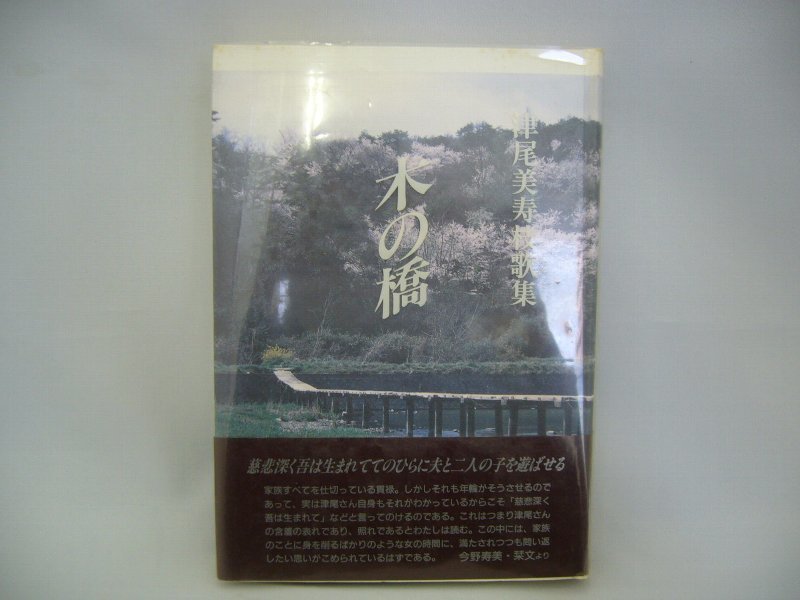 津尾美寿枝歌集
木の橋
慈悲深く吾は生まれててのひらに夫と二人の子を遊ばせる
家族すべてを仕切っている貫禄。しかしそれも年輪がそうさせるので
あって、実は津尾さん自身もそれがわかっているからこそ「慈悲深く
吾は生まれて」などと言ってのけるのである。これはつまり津尾さん
の含羞の表れであり、照れであるとわたしは読む。この中には、家族
のことに身を削るばかりのような女の時間に、満たされつつも問い返
したい思いがこめられているはずである。 今野寿美・栞文より